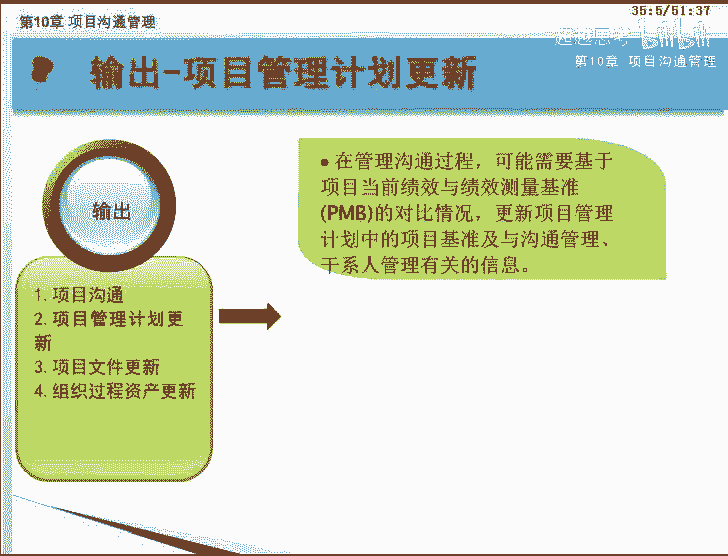 第10章 项目沟通管理
35:5/51:37
bilibili
第10章 项目沟通管理
输出-项目管理计划更新
输出
1. 项目沟通
2. 项目管理计划更
新
3. 项目文件更新
4. 组织过程资产更新
• 在管理沟通过程，可能需要基于
项目当前绩效与绩效测量基准
(PMB)的对比情况，更新项目管理
计划中的项目基准及与沟通管理、
干系人管理有关的信息。